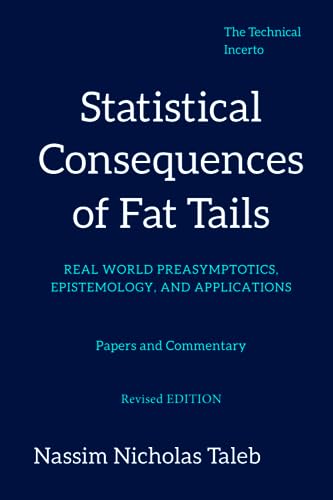 The Technical
Incerto
Statistical
Consequences
of Fat Tails
REAL WORLD PREASYMPTOTICS,
EPISTEMOLOGY, AND APPLICATIONS
Papers and Commentary
Revised EDITION
Nassim Nicholas Taleb